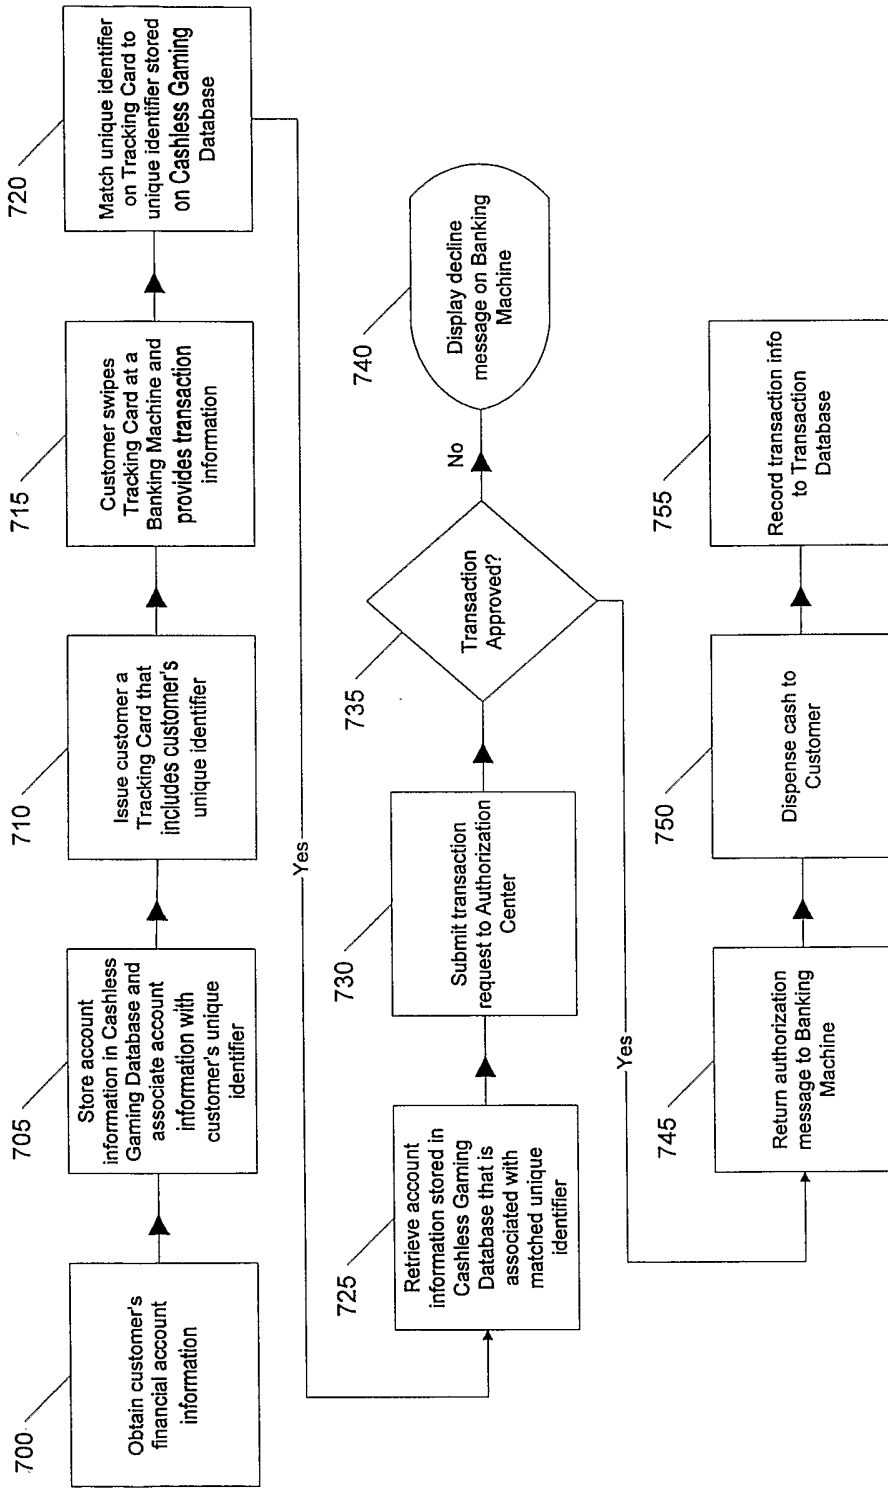 700
Obtain customer's
financial account
information
705
Store account
information in Cashless
Gaming Database and
associate account
information with
customer's unique
identifier
710
Issue customer a
Tracking Card that
includes customer's
unique identifier
715
Customer swipes
Tracking Card at a
Banking Machine and
provides transaction
information
720
Match unique identifier
on Tracking Card to
unique identifier stored
on Cashless Gaming
Database
Yes
725
Retrieve account
information stored in
Cashless Gaming
Database that is
associated with
matched unique
identifier
730
Submit transaction
request to Authorization
Center
735
Transaction
Approved?
No
740
Display decline
message on Banking
Machine
Yes
745
Return authorization
message to Banking
Machine
750
Dispense cash to
Customer
755
Record transaction info
to Transaction
Database